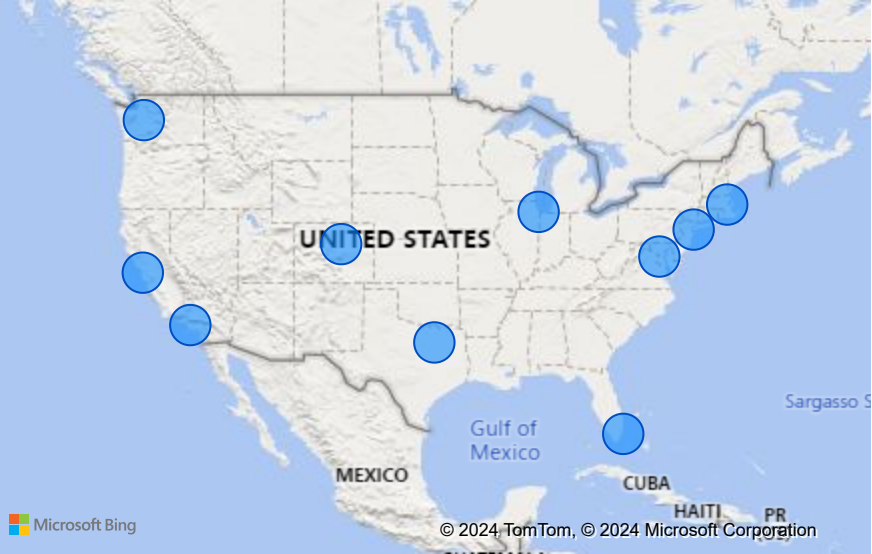 UNITED STATES
Sargasso S
Gulf of
Mexico
MEXICO
CUBA
HAITI
PR
Microsoft Bing
© 2024 TomTom, © 2024 Microsoft Corporation